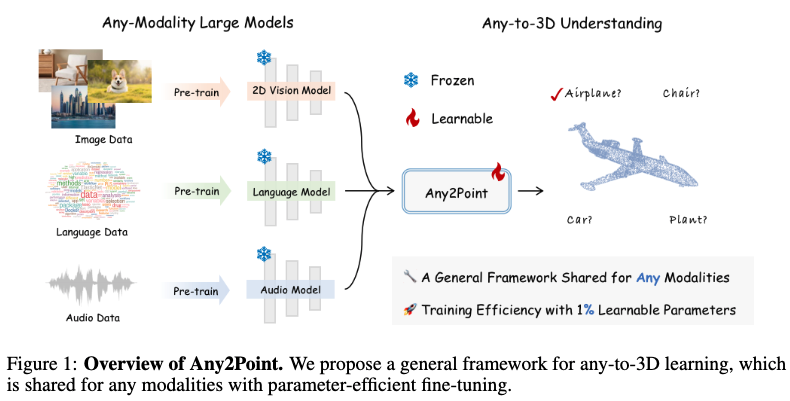 Any-Modality Large Models
Any-to-3D Understanding
Image Data
Pre-train
2D Vision Model
Language Data
Pre-train
Language Model
Audio Data
Pre-train
Audio Model
Frozen
Learnable
Any2Point
Airplane?
Chair?
Car?
Plant?
A General Framework Shared for Any Modalities
Training Efficiency with 1% Learnable Parameters
methods
data
Figure 1: Overview of Any2Point. We propose a general framework for any-to-3D learning, which
is shared for any modalities with parameter-efficient fine-tuning.